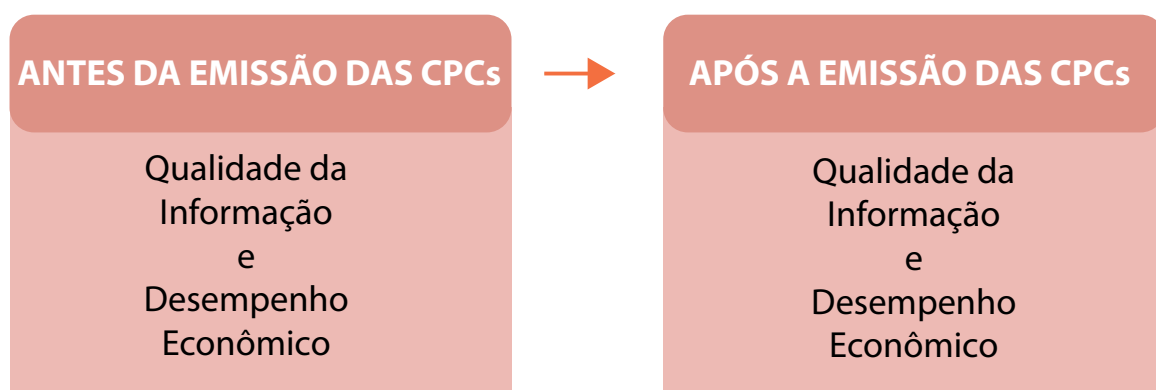 ANTES DA EMISSÃO DAS CPCs
Qualidade da
Informação
e
Desempenho
Econômico
APÓS A EMISSÃO DAS CPCs
Qualidade da
Informação
e
Desempenho
Econômico